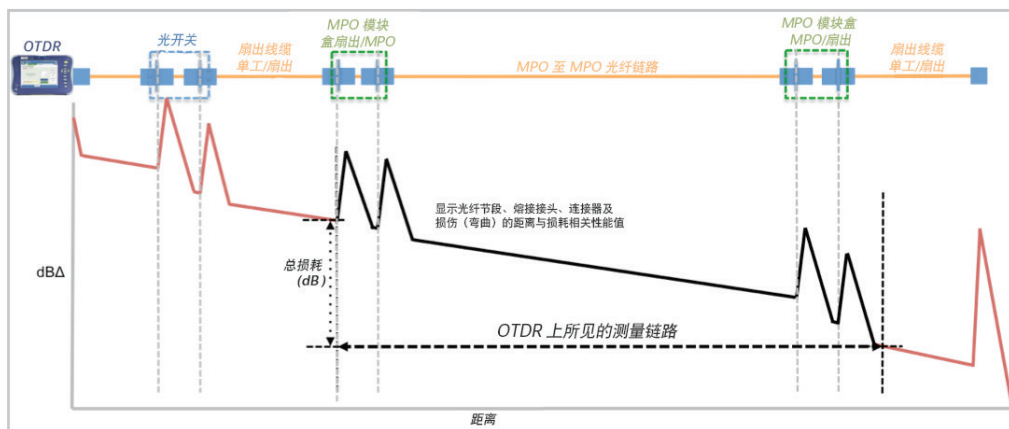 OTDR
光开关
扇出线缆
单工/扇出
MPO 模块
盒扇出/MPO
MPO 至 MPO 光纤链路
MPO 模块盒
MPO/扇出
扇出线缆
单工/扇出
显示光纤节段、熔接接头、连接器及
损伤（弯曲）的距离与损耗相关性能值
dBΔ
总损耗
(dB)
OTDR 上所见的测量链路
距离